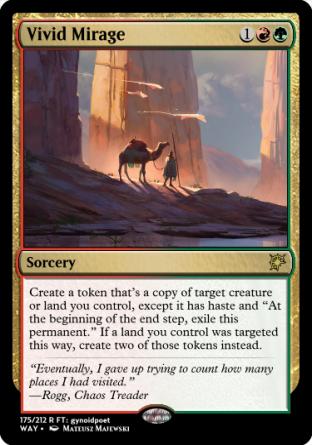 Vivid Mirage
1
Sorcery
Create a token that's a copy of target creature
or land you control, except it has haste and “At
the beginning of the end step, exile this
permanent.” If a land you control was targeted
this way, create two of those tokens instead.
“Eventually, I gave up trying to count how many
places I had visited.”
—Rogg, Chaos Treader
175/212 R FT: gynoidpoet
WAY • Mateusz Majewski